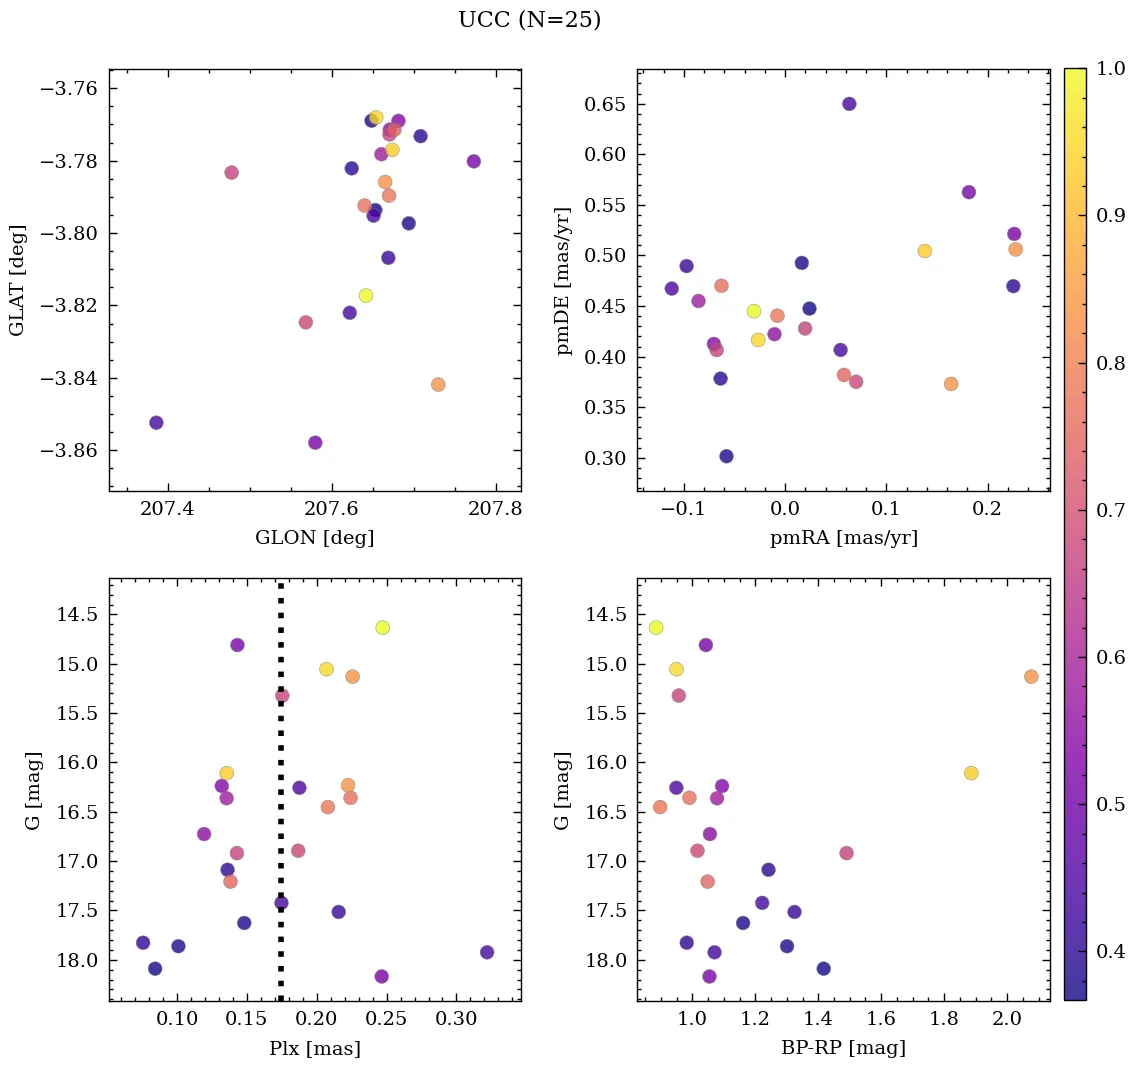 UCC (N=25)
−3.76
−3.78
−3.80
−3.82
−3.84
−3.86
GLAT [deg]
207.4 207.6 207.8
GLON [deg]
0.65
0.60
0.55
0.50
0.45
0.40
0.35
0.30
pmDE [mas/yr]
−0.1 0.0 0.1 0.2
pmRA [mas/yr]
14.5
15.0
15.5
16.0
16.5
17.0
17.5
18.0
G [mag]
0.10 0.15 0.20 0.25 0.30
Plx [mas]
14.5
15.0
15.5
16.0
16.5
17.0
17.5
18.0
G [mag]
1.0 1.2 1.4 1.6 1.8 2.0
BP-RP [mag]
1.0
0.9
0.8
0.7
0.6
0.5
0.4